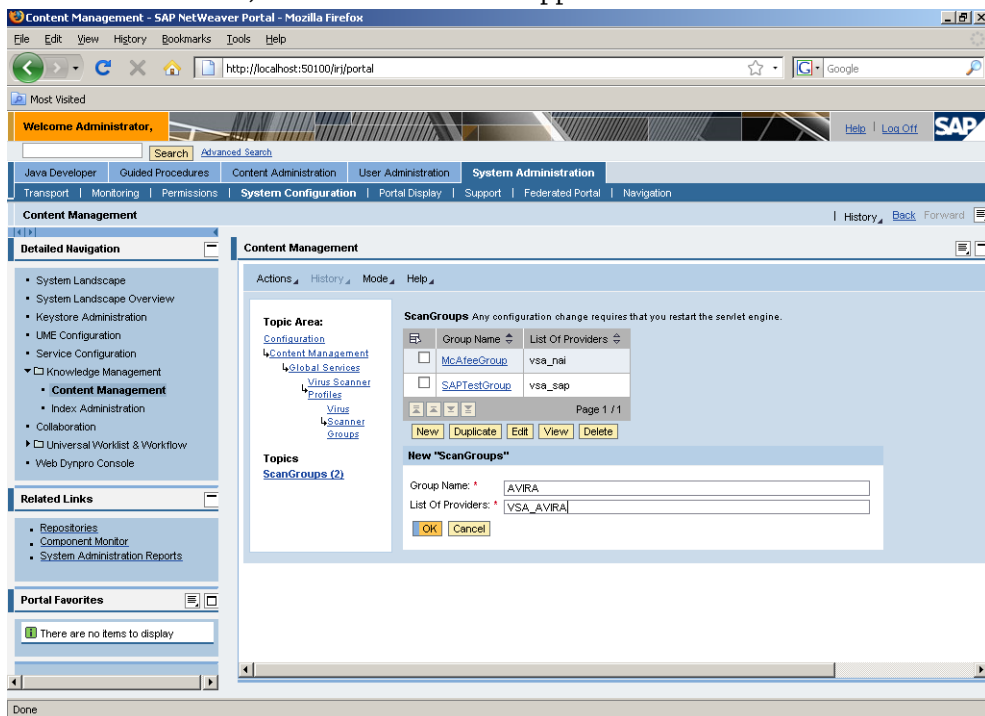 Content Management - SAP NetWeaver Portal - Mozilla Firefox
File Edit View History Bookmarks Tools Help
http://localhost:50100/irj/portal
Google
Most Visited
Welcome Administrator,
Help | Log Off
SAP
Search Advanced Search
Java Developer Guided Procedures Content Administration User Administration System Administration
Transport | Monitoring | Permissions | System Configuration | Portal Display | Support | Federated Portal | Navigation
Content Management
| History Back Forward
Detailed Navigation
System Landscape
System Landscape Overview
Keystore Administration
UME Configuration
Service Configuration
Knowledge Management
Content Management
Index Administration
Collaboration
Universal Worklist & Workflow
Web Dynpro Console
Related Links
Repositories
Component Monitor
System Administration Reports
Portal Favorites
There are no items to display
Content Management
Actions History Mode Help
Topic Area:
Configuration
Content Management
Global Services
Virus Scanner
Profiles
Virus
Scanner
Groups
Topics
ScanGroups (2)
ScanGroups Any configuration change requires that you restart the servlet engine.
Group Name List Of Providers
McAfeeGroup vsa_nai
SAPTestGroup vsa_sap
Page 1 / 1
New Duplicate Edit View Delete
New "ScanGroups"
Group Name: * AVIRA
List Of Providers: * VSA_AVIRA
OK Cancel
Done